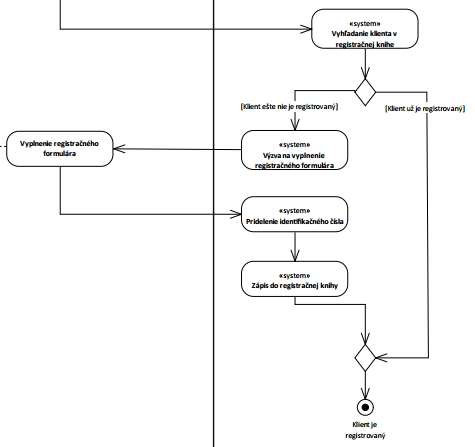 «system»
Vyhľadanie klienta v
registračnej knihe
{Klient ešte nie je registrovaný}
{Klient už je registrovaný}
«system»
Výzva na vyplnenie
registračného formulára
Vyplnenie registračného
formulára
«system»
Pridelenie identifikačného čísla
«system»
Zápis do registračnej knihy
Klient je
registrovaný